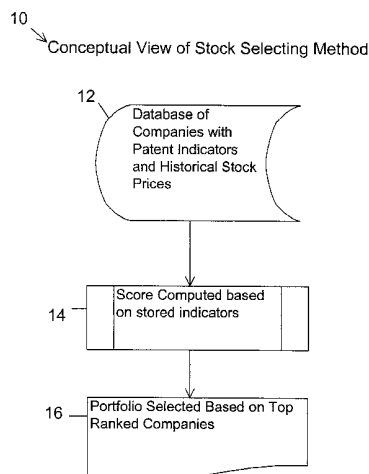 10
Conceptual View of Stock Selecting Method
12
Database of
Companies with
Patent Indicators
and Historical Stock
Prices
14
Score Computed based
on stored indicators
16
Portfolio Selected Based on Top
Ranked Companies